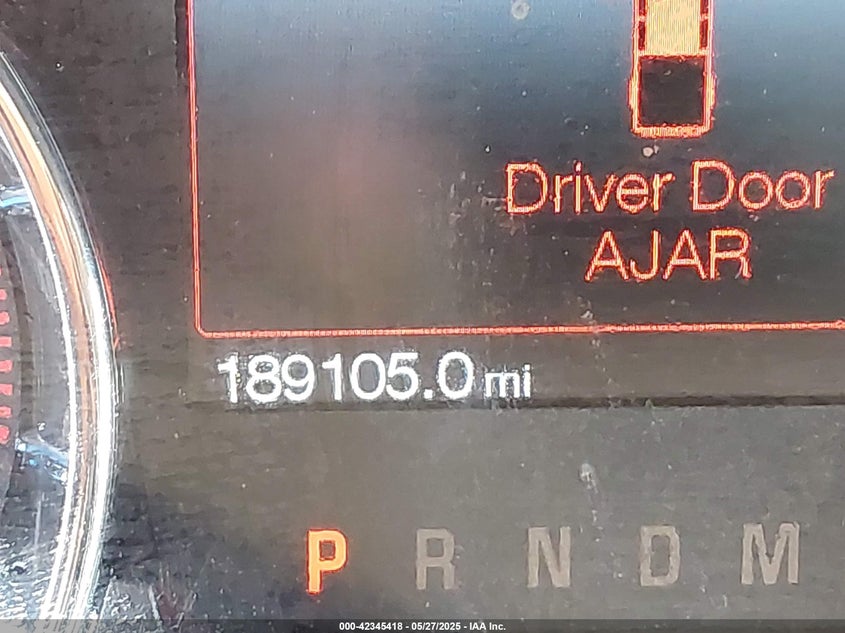 Driver Door
AJAR
189105.0 mi
P R N D M
000-42345418 - 05/27/2025 - IAA Inc.